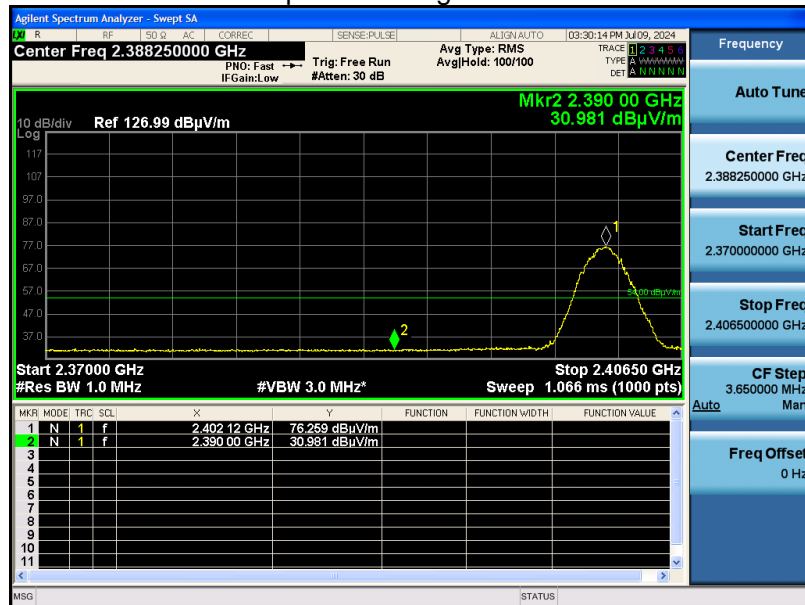 Agilent Spectrum Analyzer - Swept SA
LXI R RF 50 Ω AC CORREC SENSE:PULSE ALIGN AUTO 03:30:14 PM Jul 09, 2024
Center Freq 2.388250000 GHz
PNO: Fast
IFGain:Low
Trig: Free Run
#Atten: 30 dB
Avg Type: RMS
Avg|Hold: 100/100
TRACE 1 2 3 4 5 6
TYPE A WWWWW
DET A N N N N N
Mkr2 2.390 00 GHz
30.981 dBµV/m
10 dB/div
Log
Ref 126.99 dBµV/m
117
107
97.0
87.0
77.0
67.0
57.0
47.0
37.0
1
54.00 dBµV/m
2
Start 2.37000 GHz Stop 2.40650 GHz
#Res BW 1.0 MHz #VBW 3.0 MHz* Sweep 1.066 ms (1000 pts)
MKR MODE TRC SCL X Y FUNCTION FUNCTION WIDTH FUNCTION VALUE
1 N 1 f 2.402 12 GHz 76.259 dBµV/m
2 N 1 f 2.390 00 GHz 30.981 dBµV/m
3
4
5
6
7
8
9
10
11
MSG STATUS
Frequency
Auto Tune
Center Freq
2.388250000 GHz
Start Freq
2.370000000 GHz
Stop Freq
2.406500000 GHz
CF Step
3.650000 MHz
Auto Man
Freq Offset
0 Hz